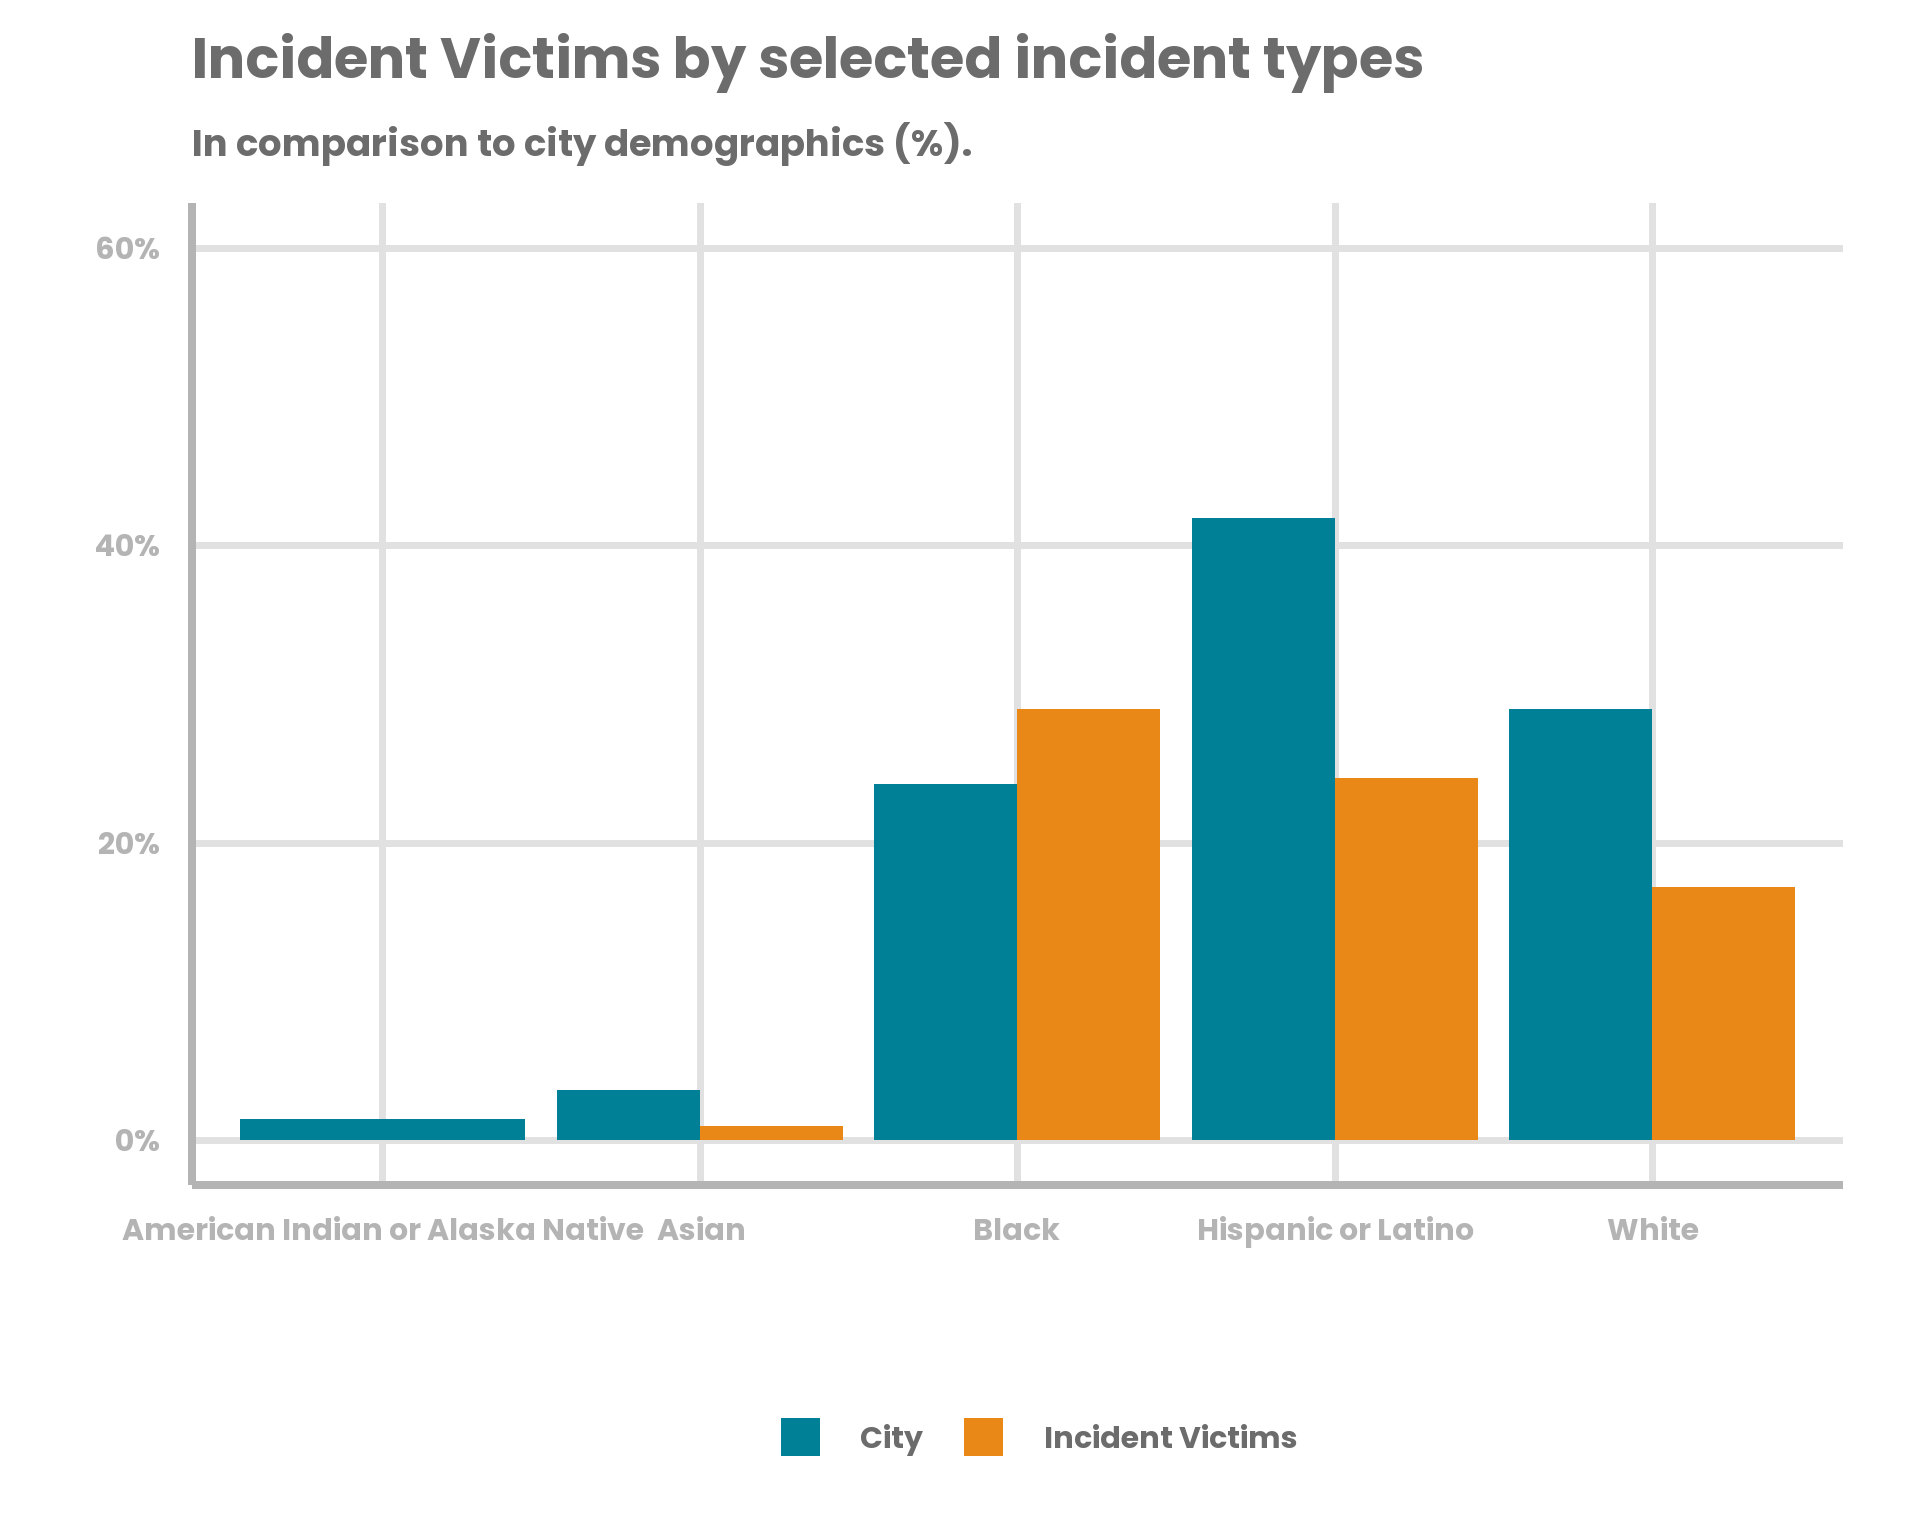 Incident Victims by selected incident types
In comparison to city demographics (%).
60%
40%
20%
0%
American Indian or Alaska Native Asian Black Hispanic or Latino White
City Incident Victims